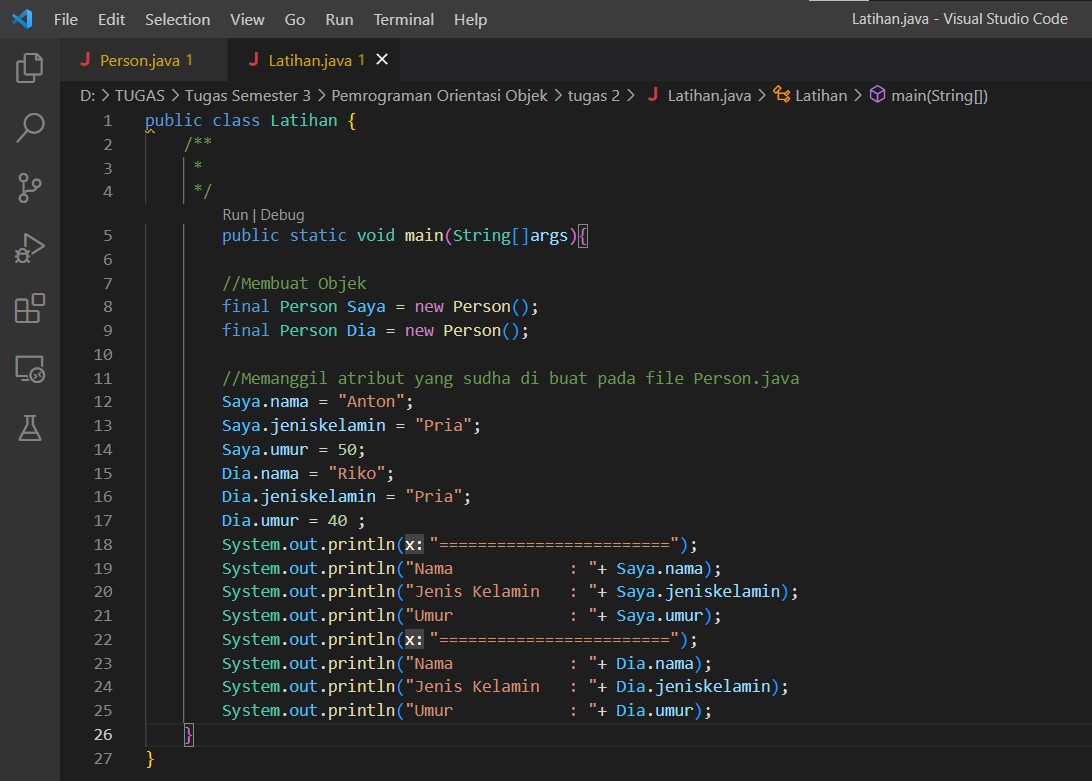 File Edit Selection View Go Run Terminal Help Latihan.java - Visual Studio Code
J Person.java 1 J Latihan.java 1 ×
D: > TUGAS > Tugas Semester 3 > Pemrograman Orientasi Objek > tugas 2 > J Latihan.java > Latihan > main(String[])
1 public class Latihan {
2 /**
3 *
4 */
Run | Debug
5 public static void main(String[]args){
6
7 //Membuat Objek
8 final Person Saya = new Person();
9 final Person Dia = new Person();
10
11 //Memanggil atribut yang sudha di buat pada file Person.java
12 Saya.nama = "Anton";
13 Saya.jeniskelamin = "Pria";
14 Saya.umur = 50;
15 Dia.nama = "Riko";
16 Dia.jeniskelamin = "Pria";
17 Dia.umur = 40 ;
18 System.out.println(x: "========================");
19 System.out.println("Nama            : "+ Saya.nama);
20 System.out.println("Jenis Kelamin   : "+ Saya.jeniskelamin);
21 System.out.println("Umur            : "+ Saya.umur);
22 System.out.println(x: "========================");
23 System.out.println("Nama            : "+ Dia.nama);
24 System.out.println("Jenis Kelamin   : "+ Dia.jeniskelamin);
25 System.out.println("Umur            : "+ Dia.umur);
26 }
27 }